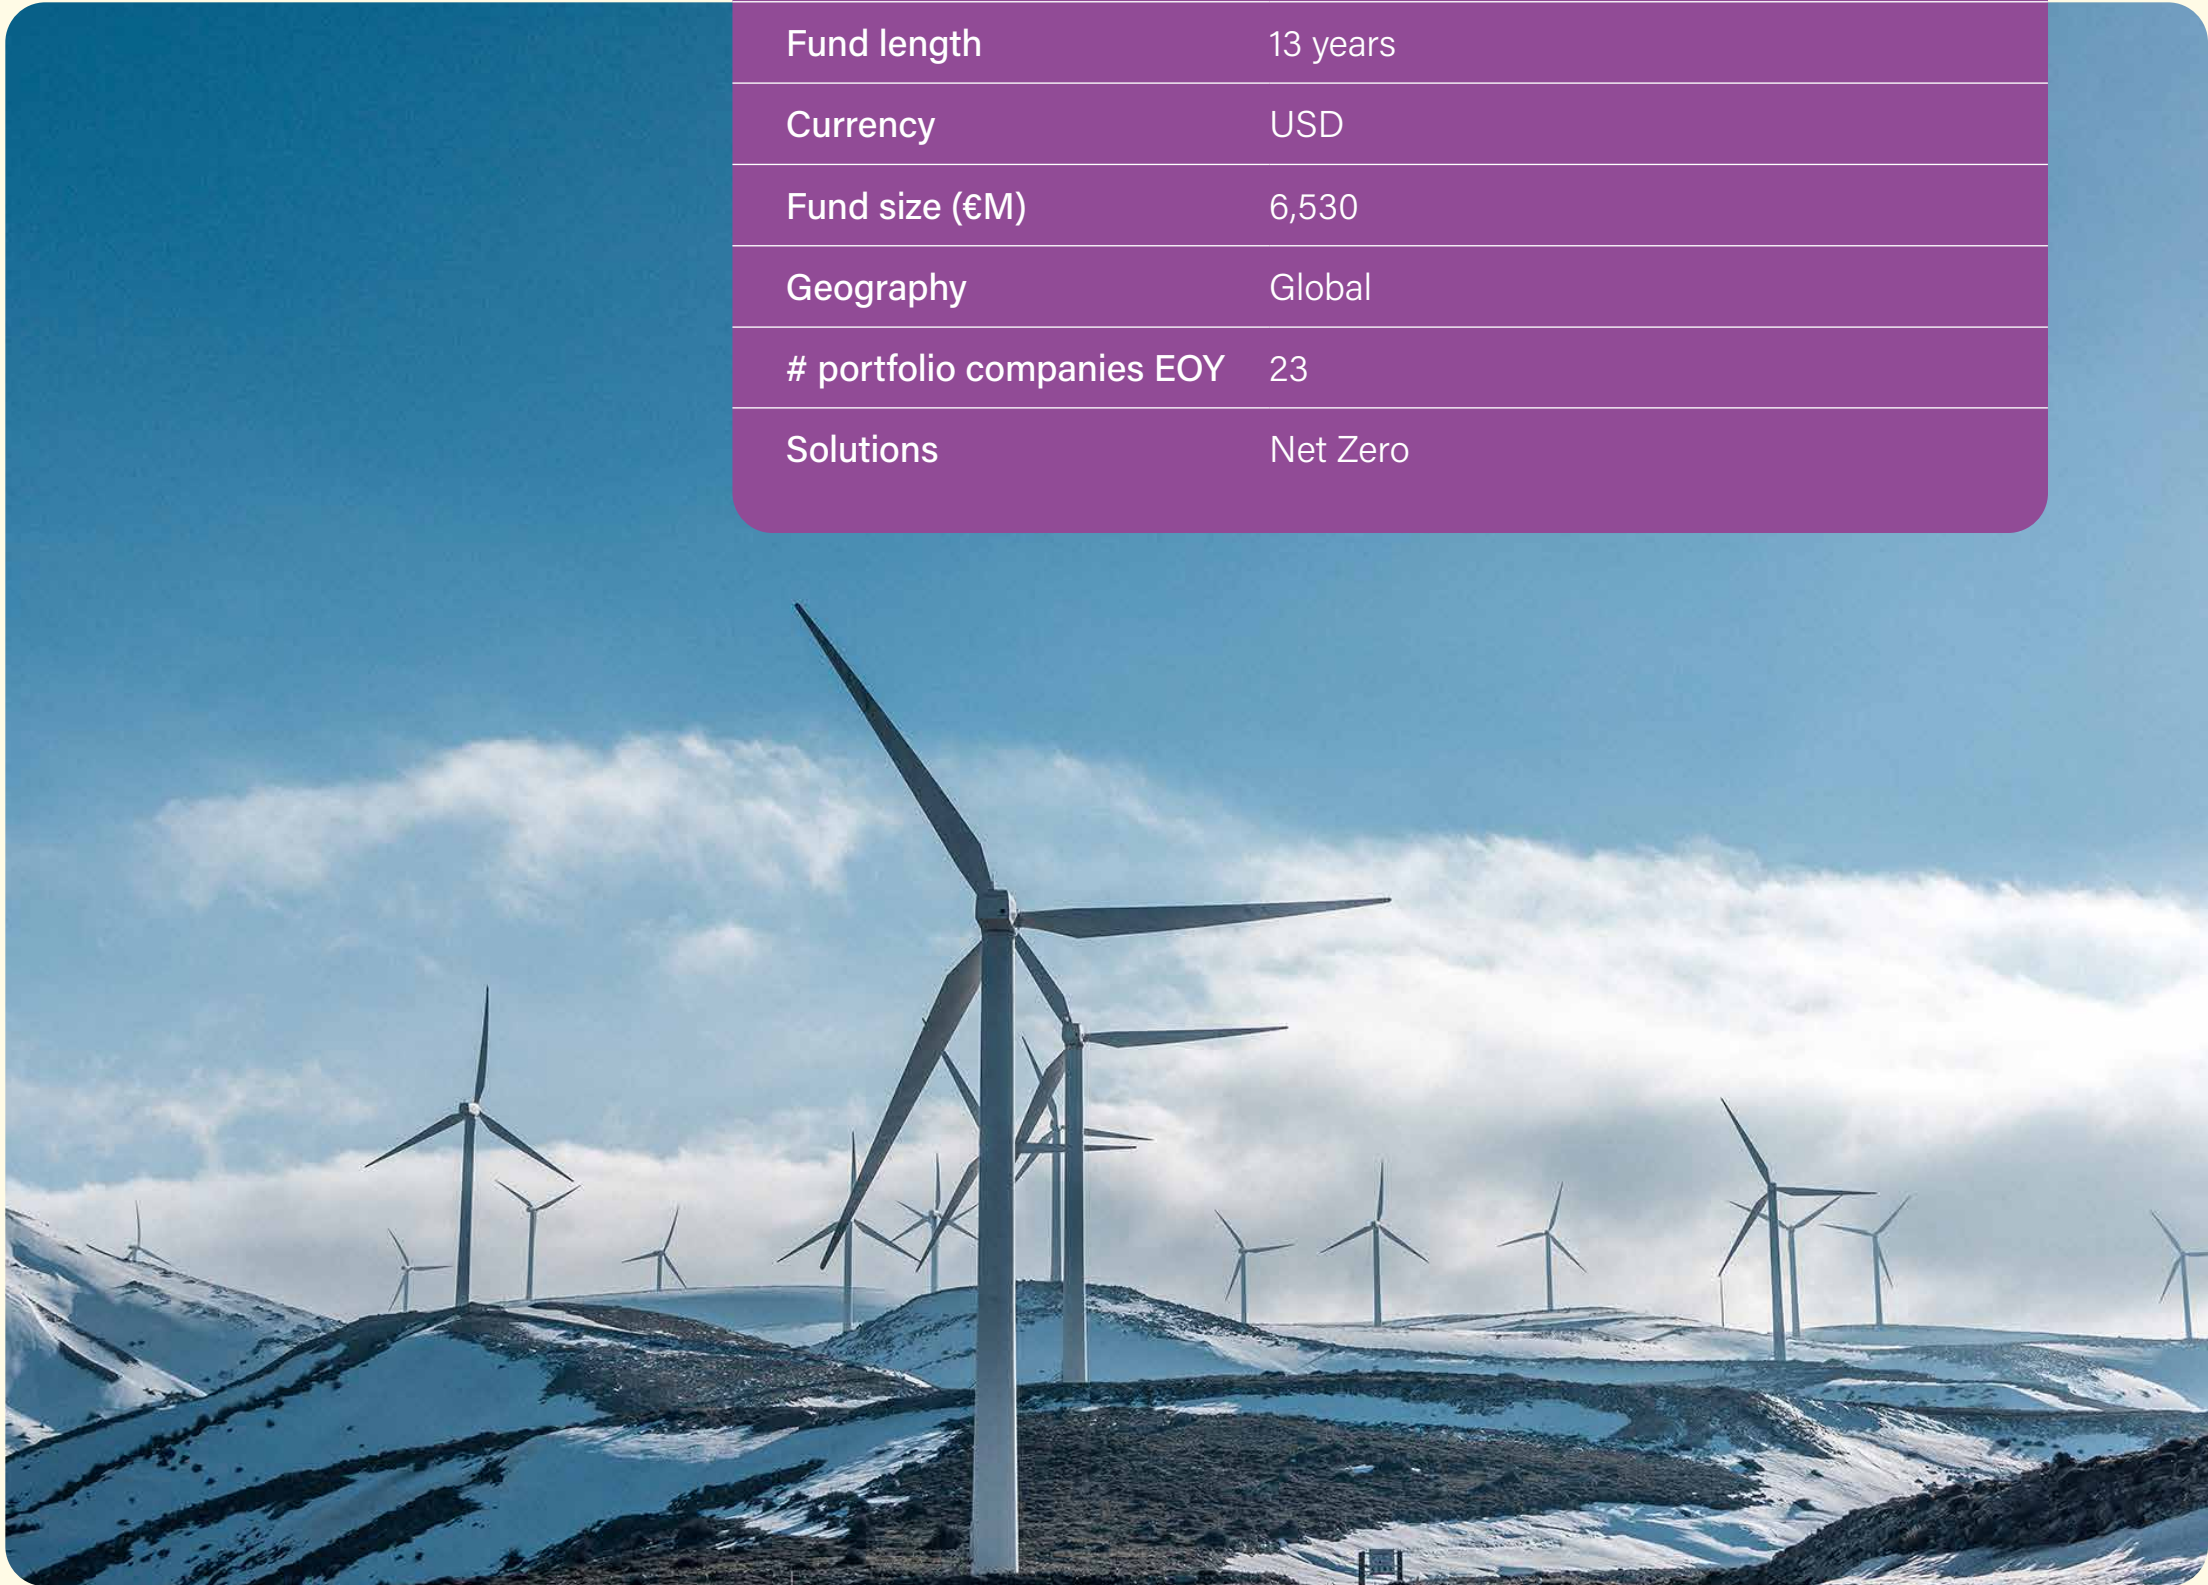 Fund length 13 years
Currency USD
Fund size (€M) 6,530
Geography Global
# portfolio companies EOY 23
Solutions Net Zero